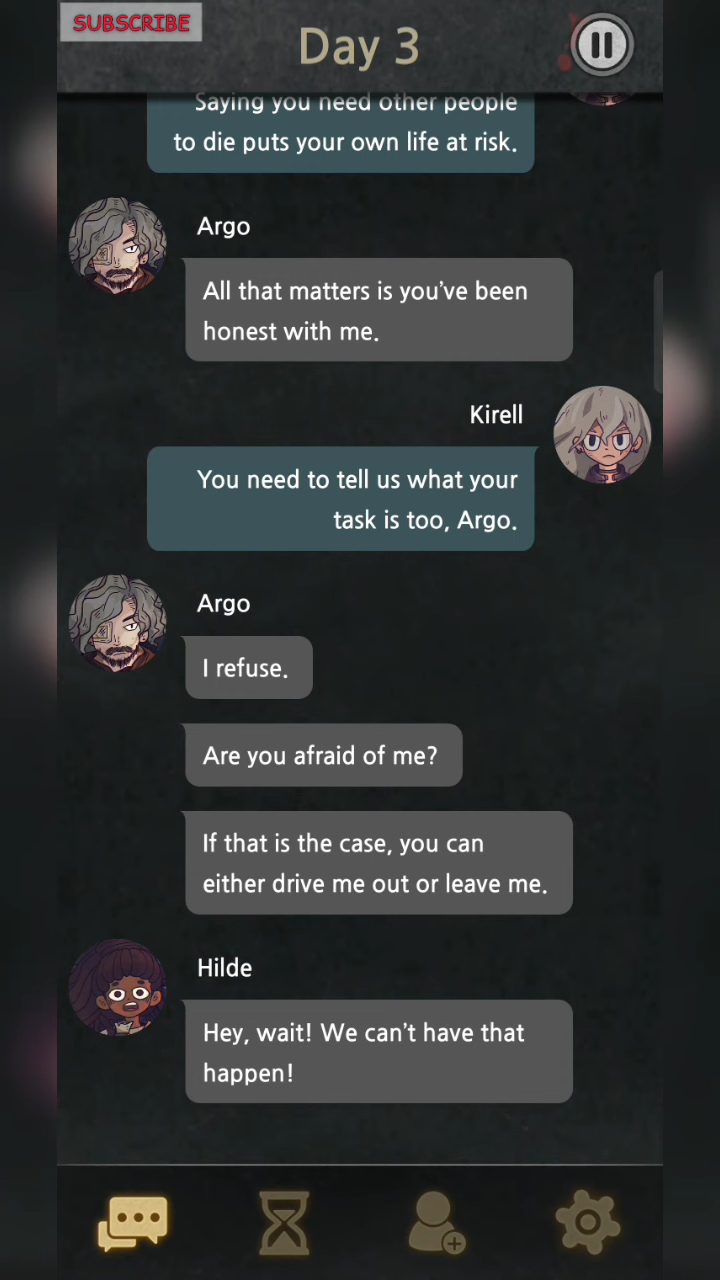 SUBSCRIBE
Day 3
Saying you need other people
to die puts your own life at risk.
Argo
All that matters is you've been
honest with me.
Kirell
You need to tell us what your
task is too, Argo.
Argo
I refuse.
Are you afraid of me?
If that is the case, you can
either drive me out or leave me.
Hilde
Hey, wait! We can't have that
happen!